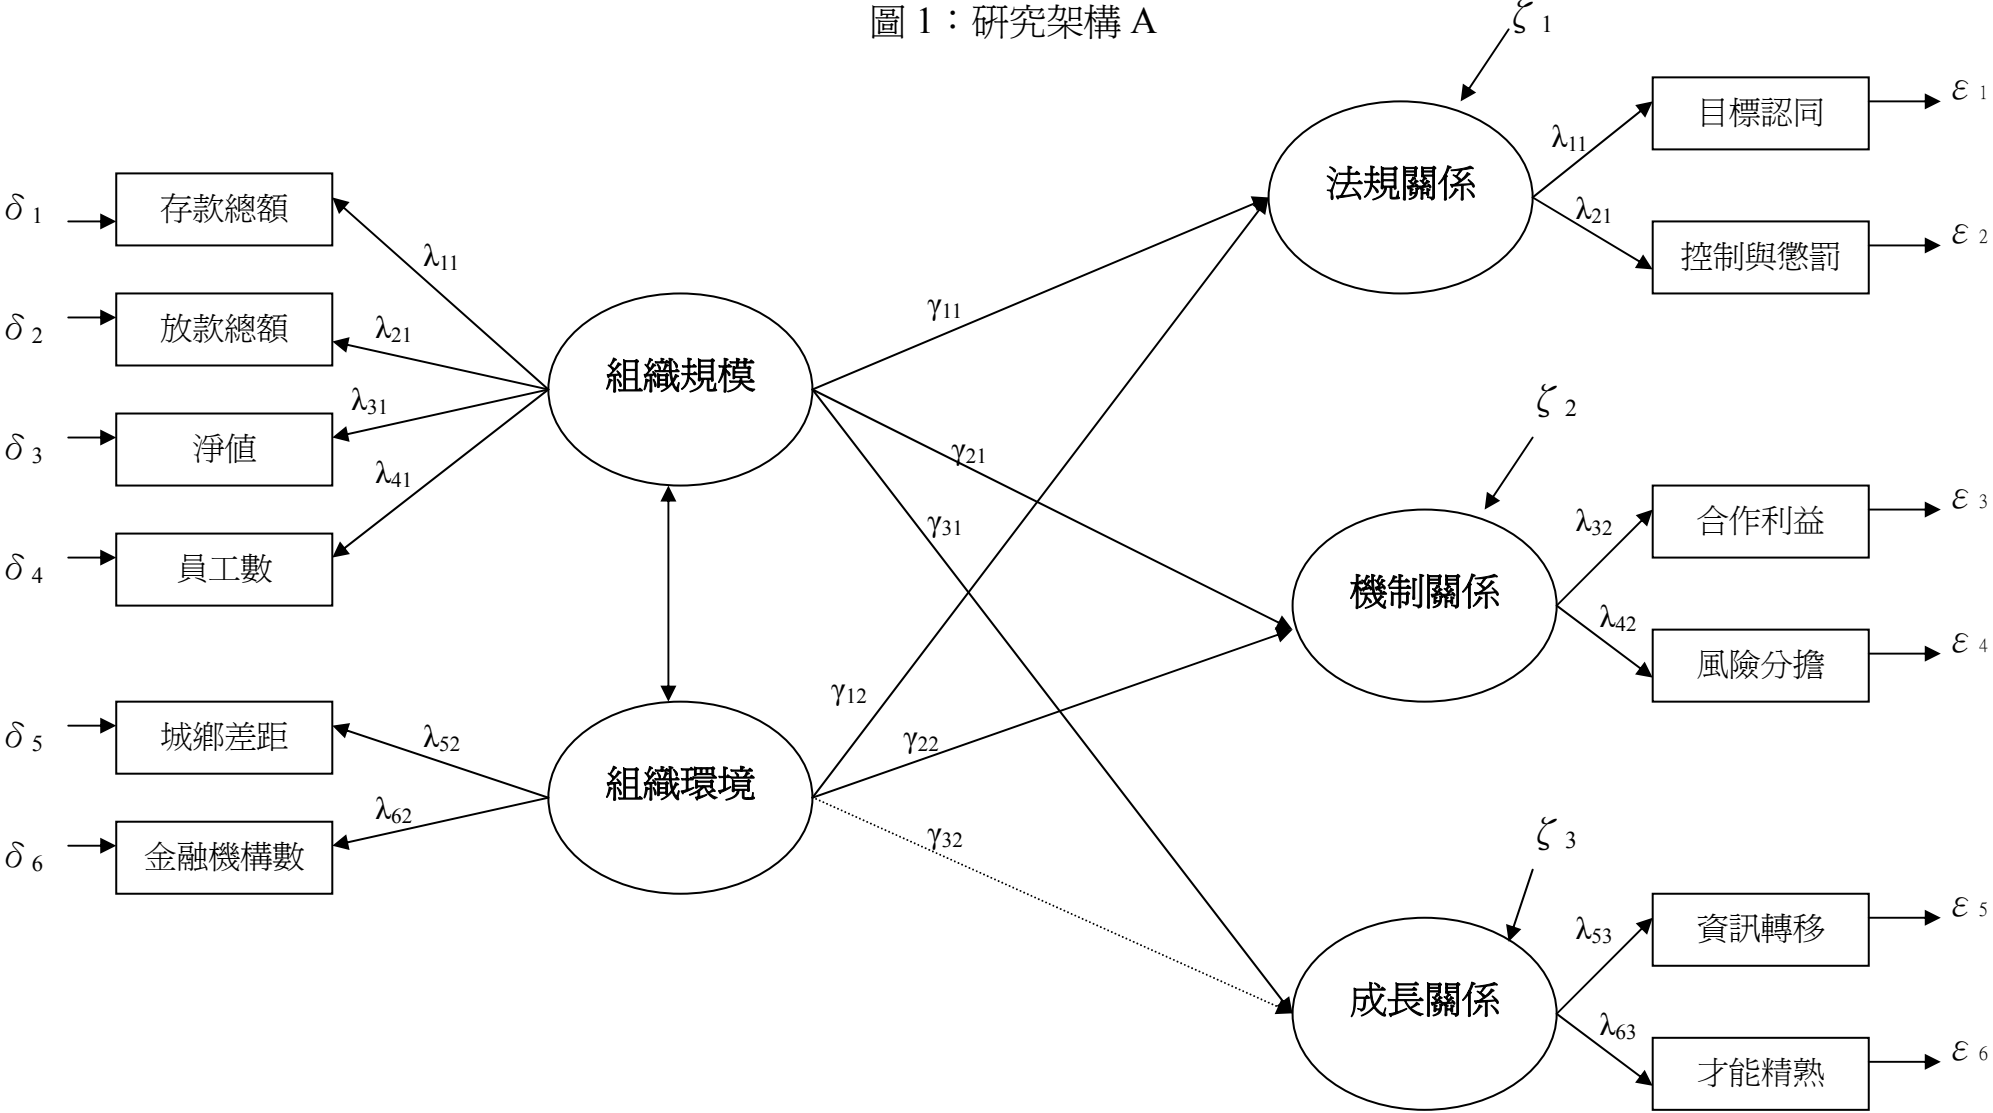 圖 1：研究架構 A
ζ 1
ε 1
目標認同
λ11
法規關係
δ 1
存款總額
λ21
ε 2
控制與懲罰
λ11
γ11
δ 2
放款總額
λ21
組織規模
λ31
ζ 2
δ 3
淨值
λ41
γ21
γ31
ε 3
合作利益
λ32
δ 4
員工數
機制關係
λ42
ε 4
風險分擔
γ12
δ 5
城鄉差距
λ52
γ22
組織環境
λ62
γ32
ζ 3
δ 6
金融機構數
ε 5
資訊轉移
λ53
成長關係
λ63
ε 6
才能精熟